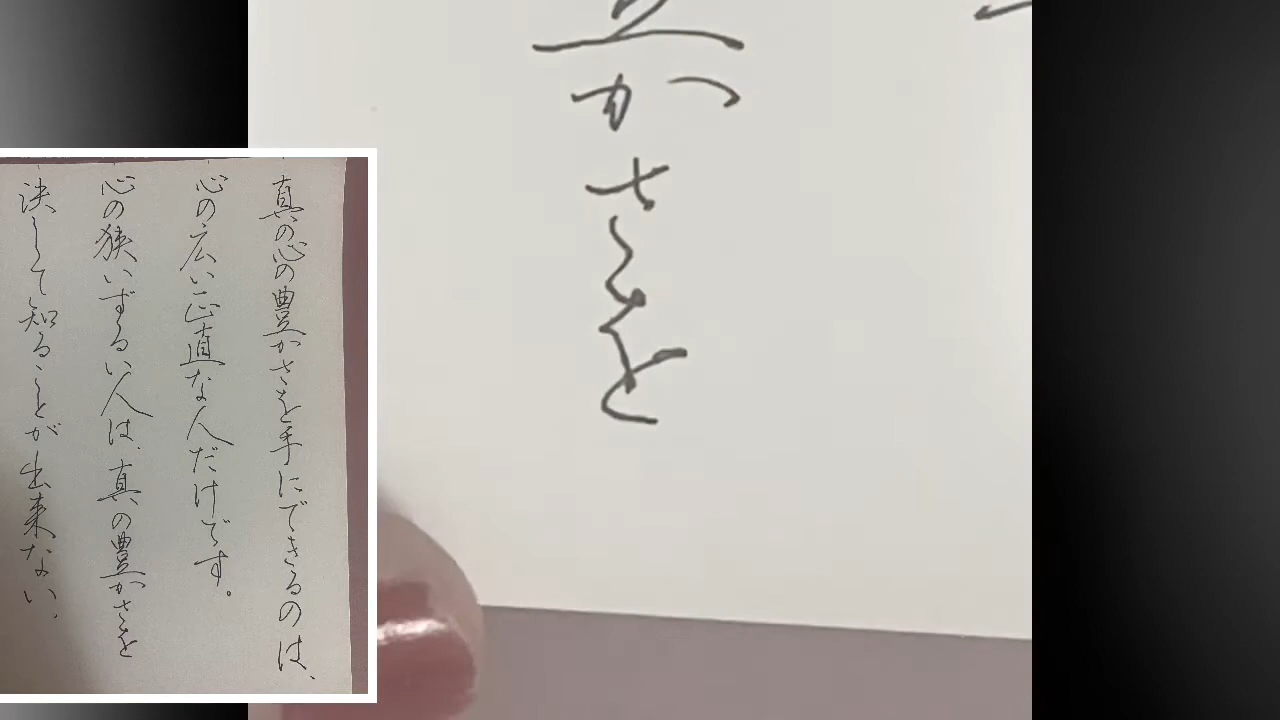 真の心の豊かさを手にできるのは、
心の広い正直な人だけです。
心の狭いずるい人は、真の豊かさを
決して知ることが出来ない。
かさを